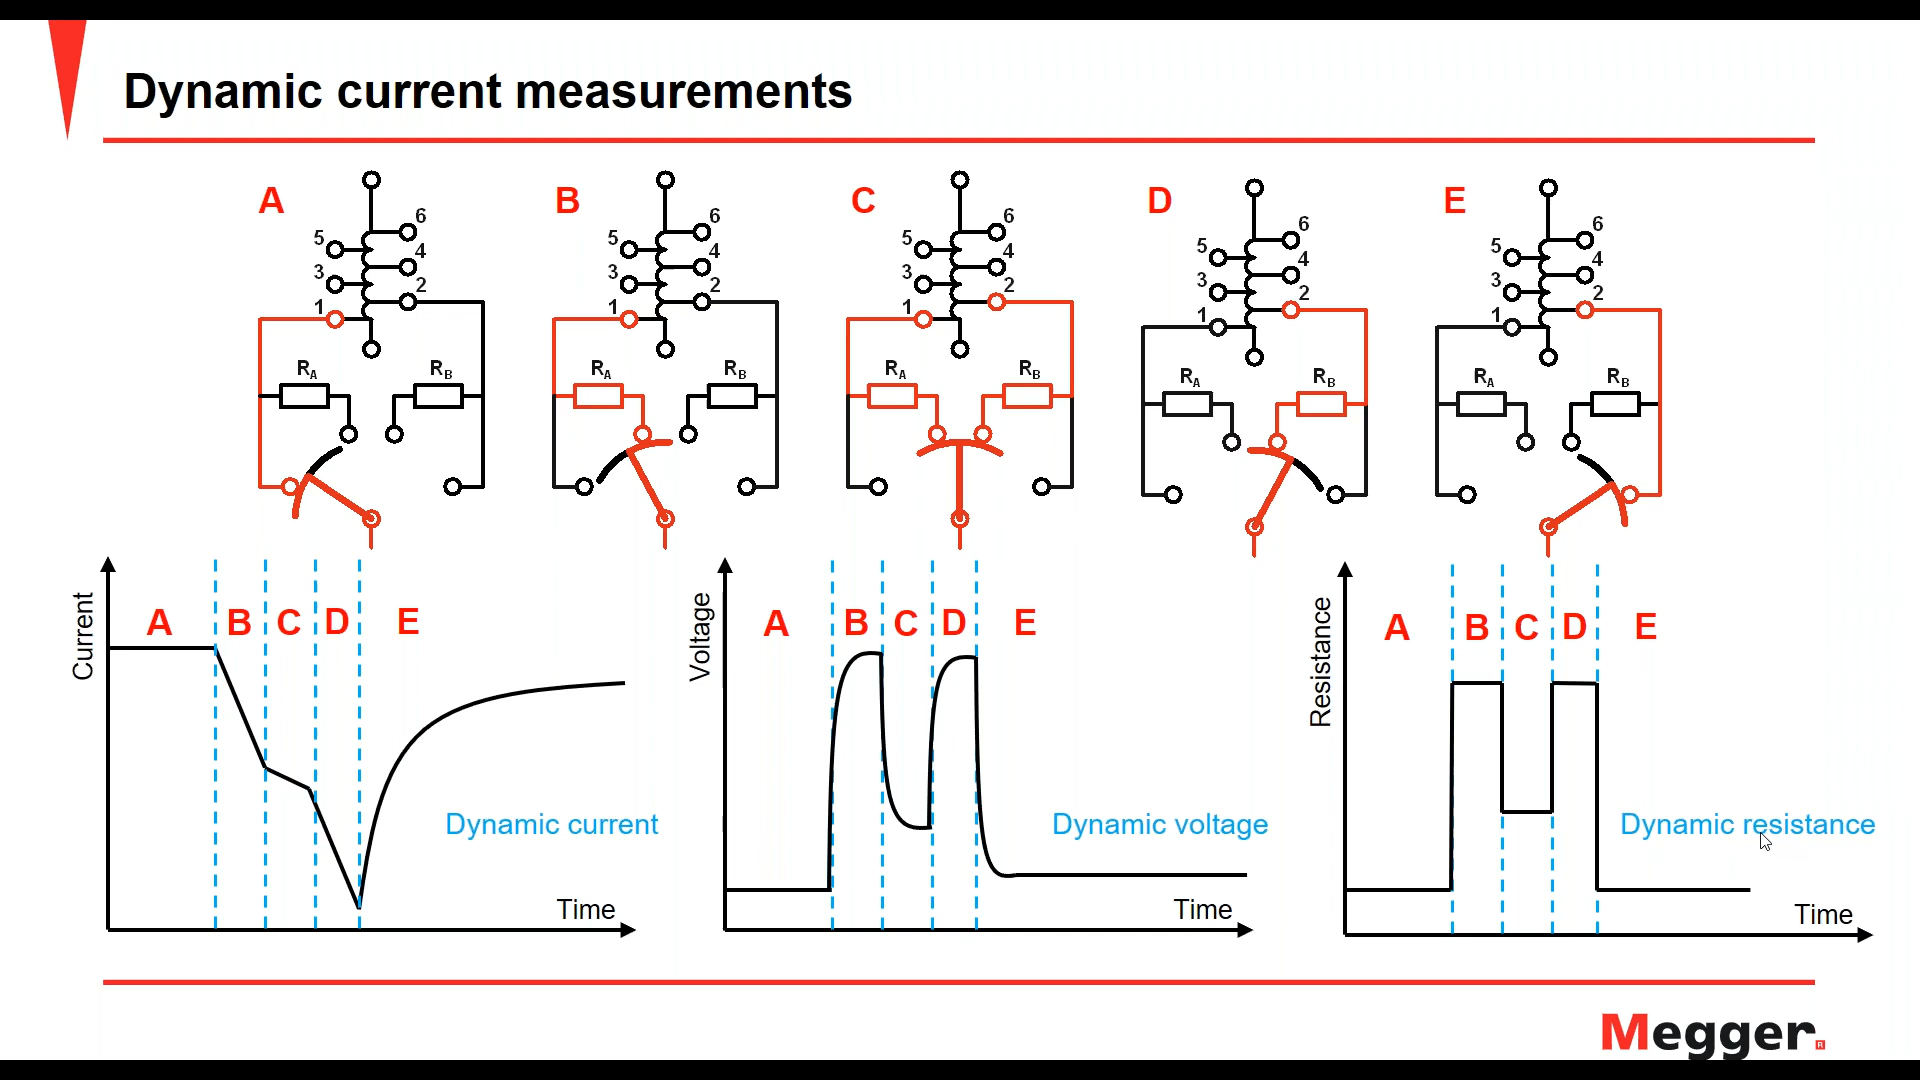 Dynamic current measurements
A
B
C
D
E
6
5
4
3
2
1
RA
RB
6
5
4
3
2
1
RA
RB
6
5
4
3
2
1
RA
RB
6
5
4
3
2
1
RA
RB
6
5
4
3
2
1
RA
RB
Current
A B C D E
Dynamic current
Time
Voltage
A B C D E
Dynamic voltage
Time
Resistance
A B C D E
Dynamic resistance
Time
Megger